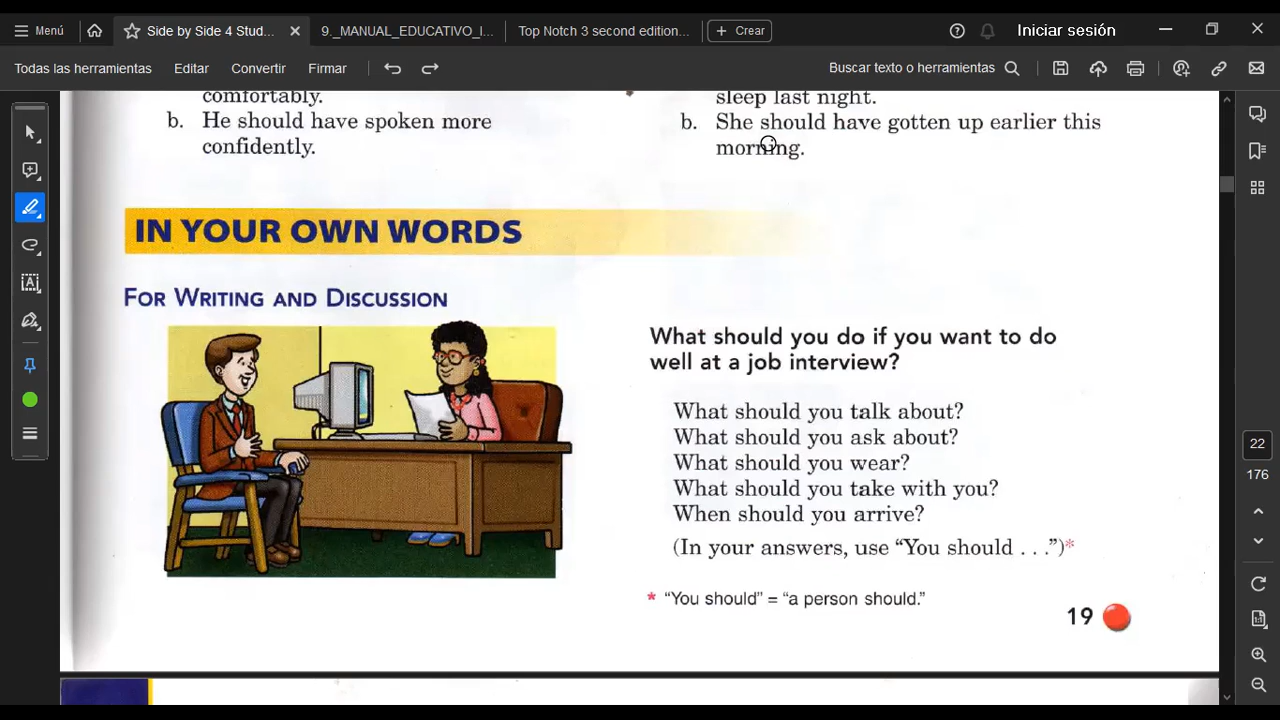 Menú
Side by Side 4 Stud...
9._MANUAL_EDUCATIVO_I...
Top Notch 3 second edition...
Crear
Iniciar sesión
Todas las herramientas
Editar
Convertir
Firmar
Buscar texto o herramientas
comfortably.
b. He should have spoken more
confidently.
sleep last night.
b. She should have gotten up earlier this
morning.
IN YOUR OWN WORDS
FOR WRITING AND DISCUSSION
What should you do if you want to do
well at a job interview?
What should you talk about?
What should you ask about?
What should you wear?
What should you take with you?
When should you arrive?
(In your answers, use “You should . . .”)*
* “You should” = “a person should.”
19
22
176